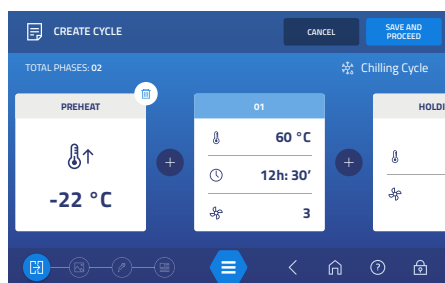 CREATE CYCLE
CANCEL
SAVE AND
PROCEED
TOTAL PHASES: 02
Chilling Cycle
PREHEAT
-22 °C
01
60 °C
12h: 30’
3
HOLDI